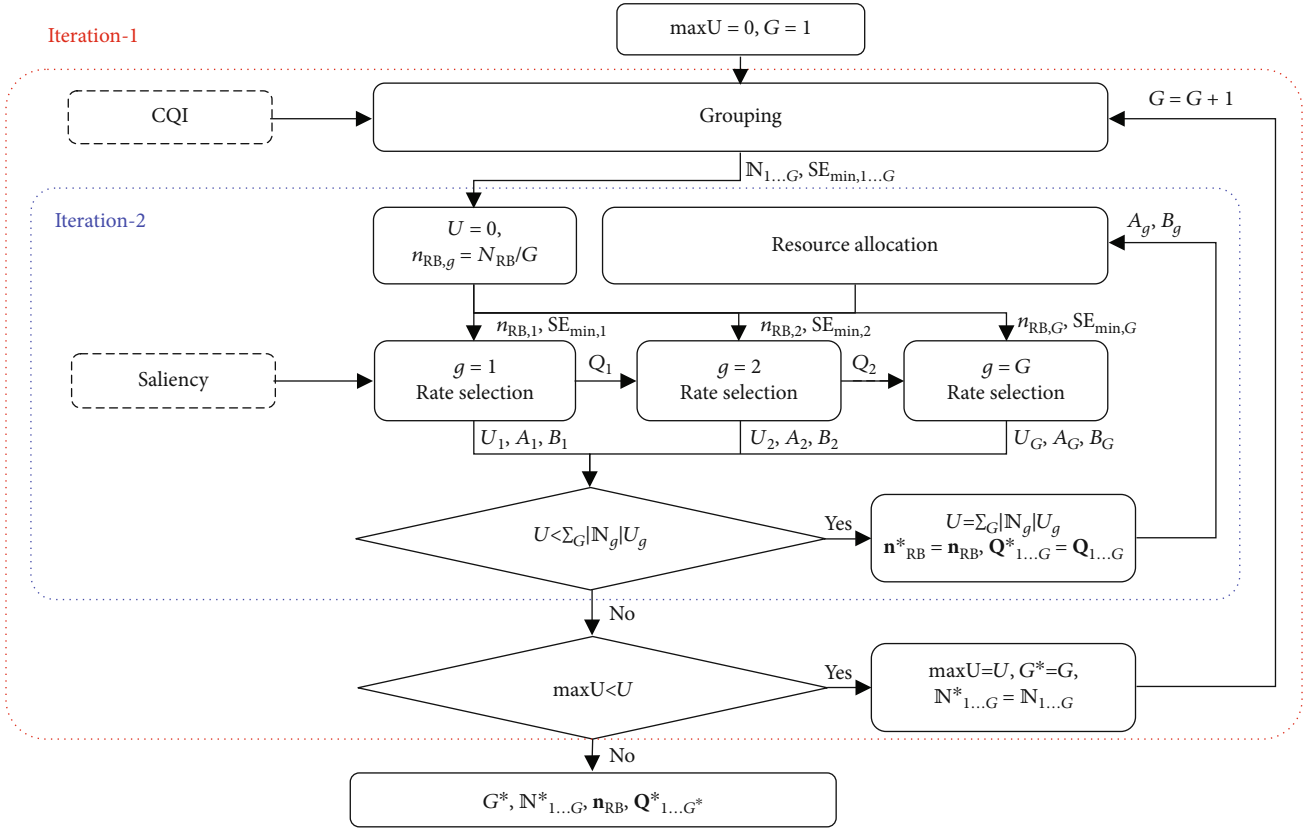 Iteration-1
maxU = 0, G = 1
CQI
Grouping
G = G + 1
ℕ₁…G, SEmin,1…G
Iteration-2
U = 0,
nRB,g = NRB/G
Resource allocation
Ag, Bg
nRB,1, SEmin,1
nRB,2, SEmin,2
nRB,G, SEmin,G
Saliency
g = 1
Rate selection
Q1
g = 2
Rate selection
Q2
g = G
Rate selection
U1, A1, B1
U2, A2, B2
UG, AG, BG
U<ΣG|ℕg|Ug
Yes
U=ΣG|ℕg|Ug
n*RB = nRB, Q*1…G = Q1…G
No
maxU<U
Yes
maxU=U, G*=G,
ℕ*1…G = ℕ1…G
No
G*, ℕ*1…G, nRB, Q*1…G*